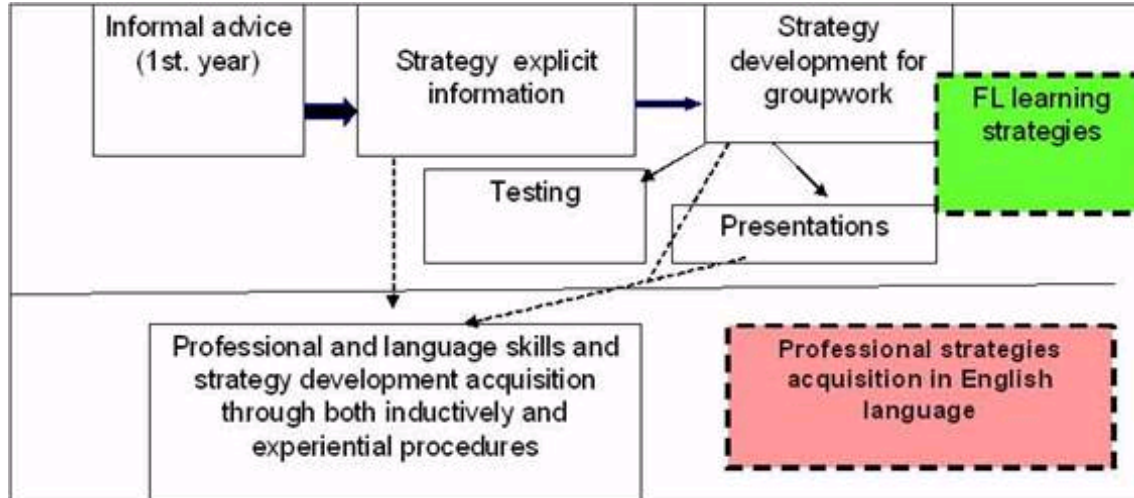 Informal advice
(1st. year)
Strategy explicit
information
Strategy
development for
groupwork
FL learning
strategies
Testing
Presentations
Professional and language skills and
strategy development acquisition
through both inductively and
experiential procedures
Professional strategies
acquisition in English
language